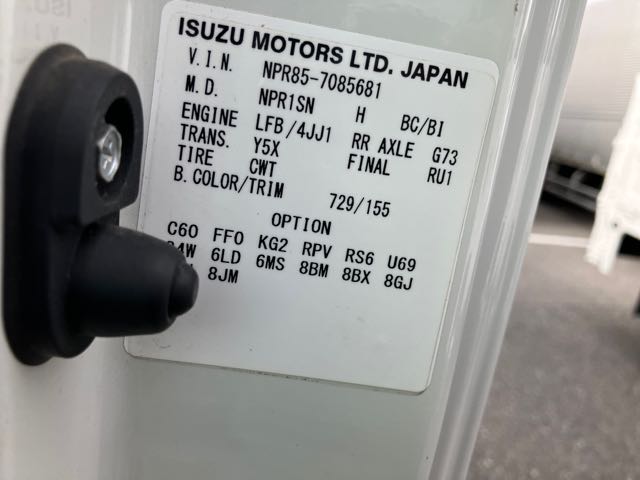 ISUZU MOTORS LTD. JAPAN
V.I.N. NPR85-7085681
M.D. NPR1SN H BC/BI
ENGINE LFB/4JJ1 RR AXLE G73
TRANS. Y5X FINAL RU1
TIRE CWT
B.COLOR/TRIM 729/155
OPTION
C60 FF0 KG2 RPV RS6 U69
6LD 6MS 8BM 8BX 8GJ
8JM